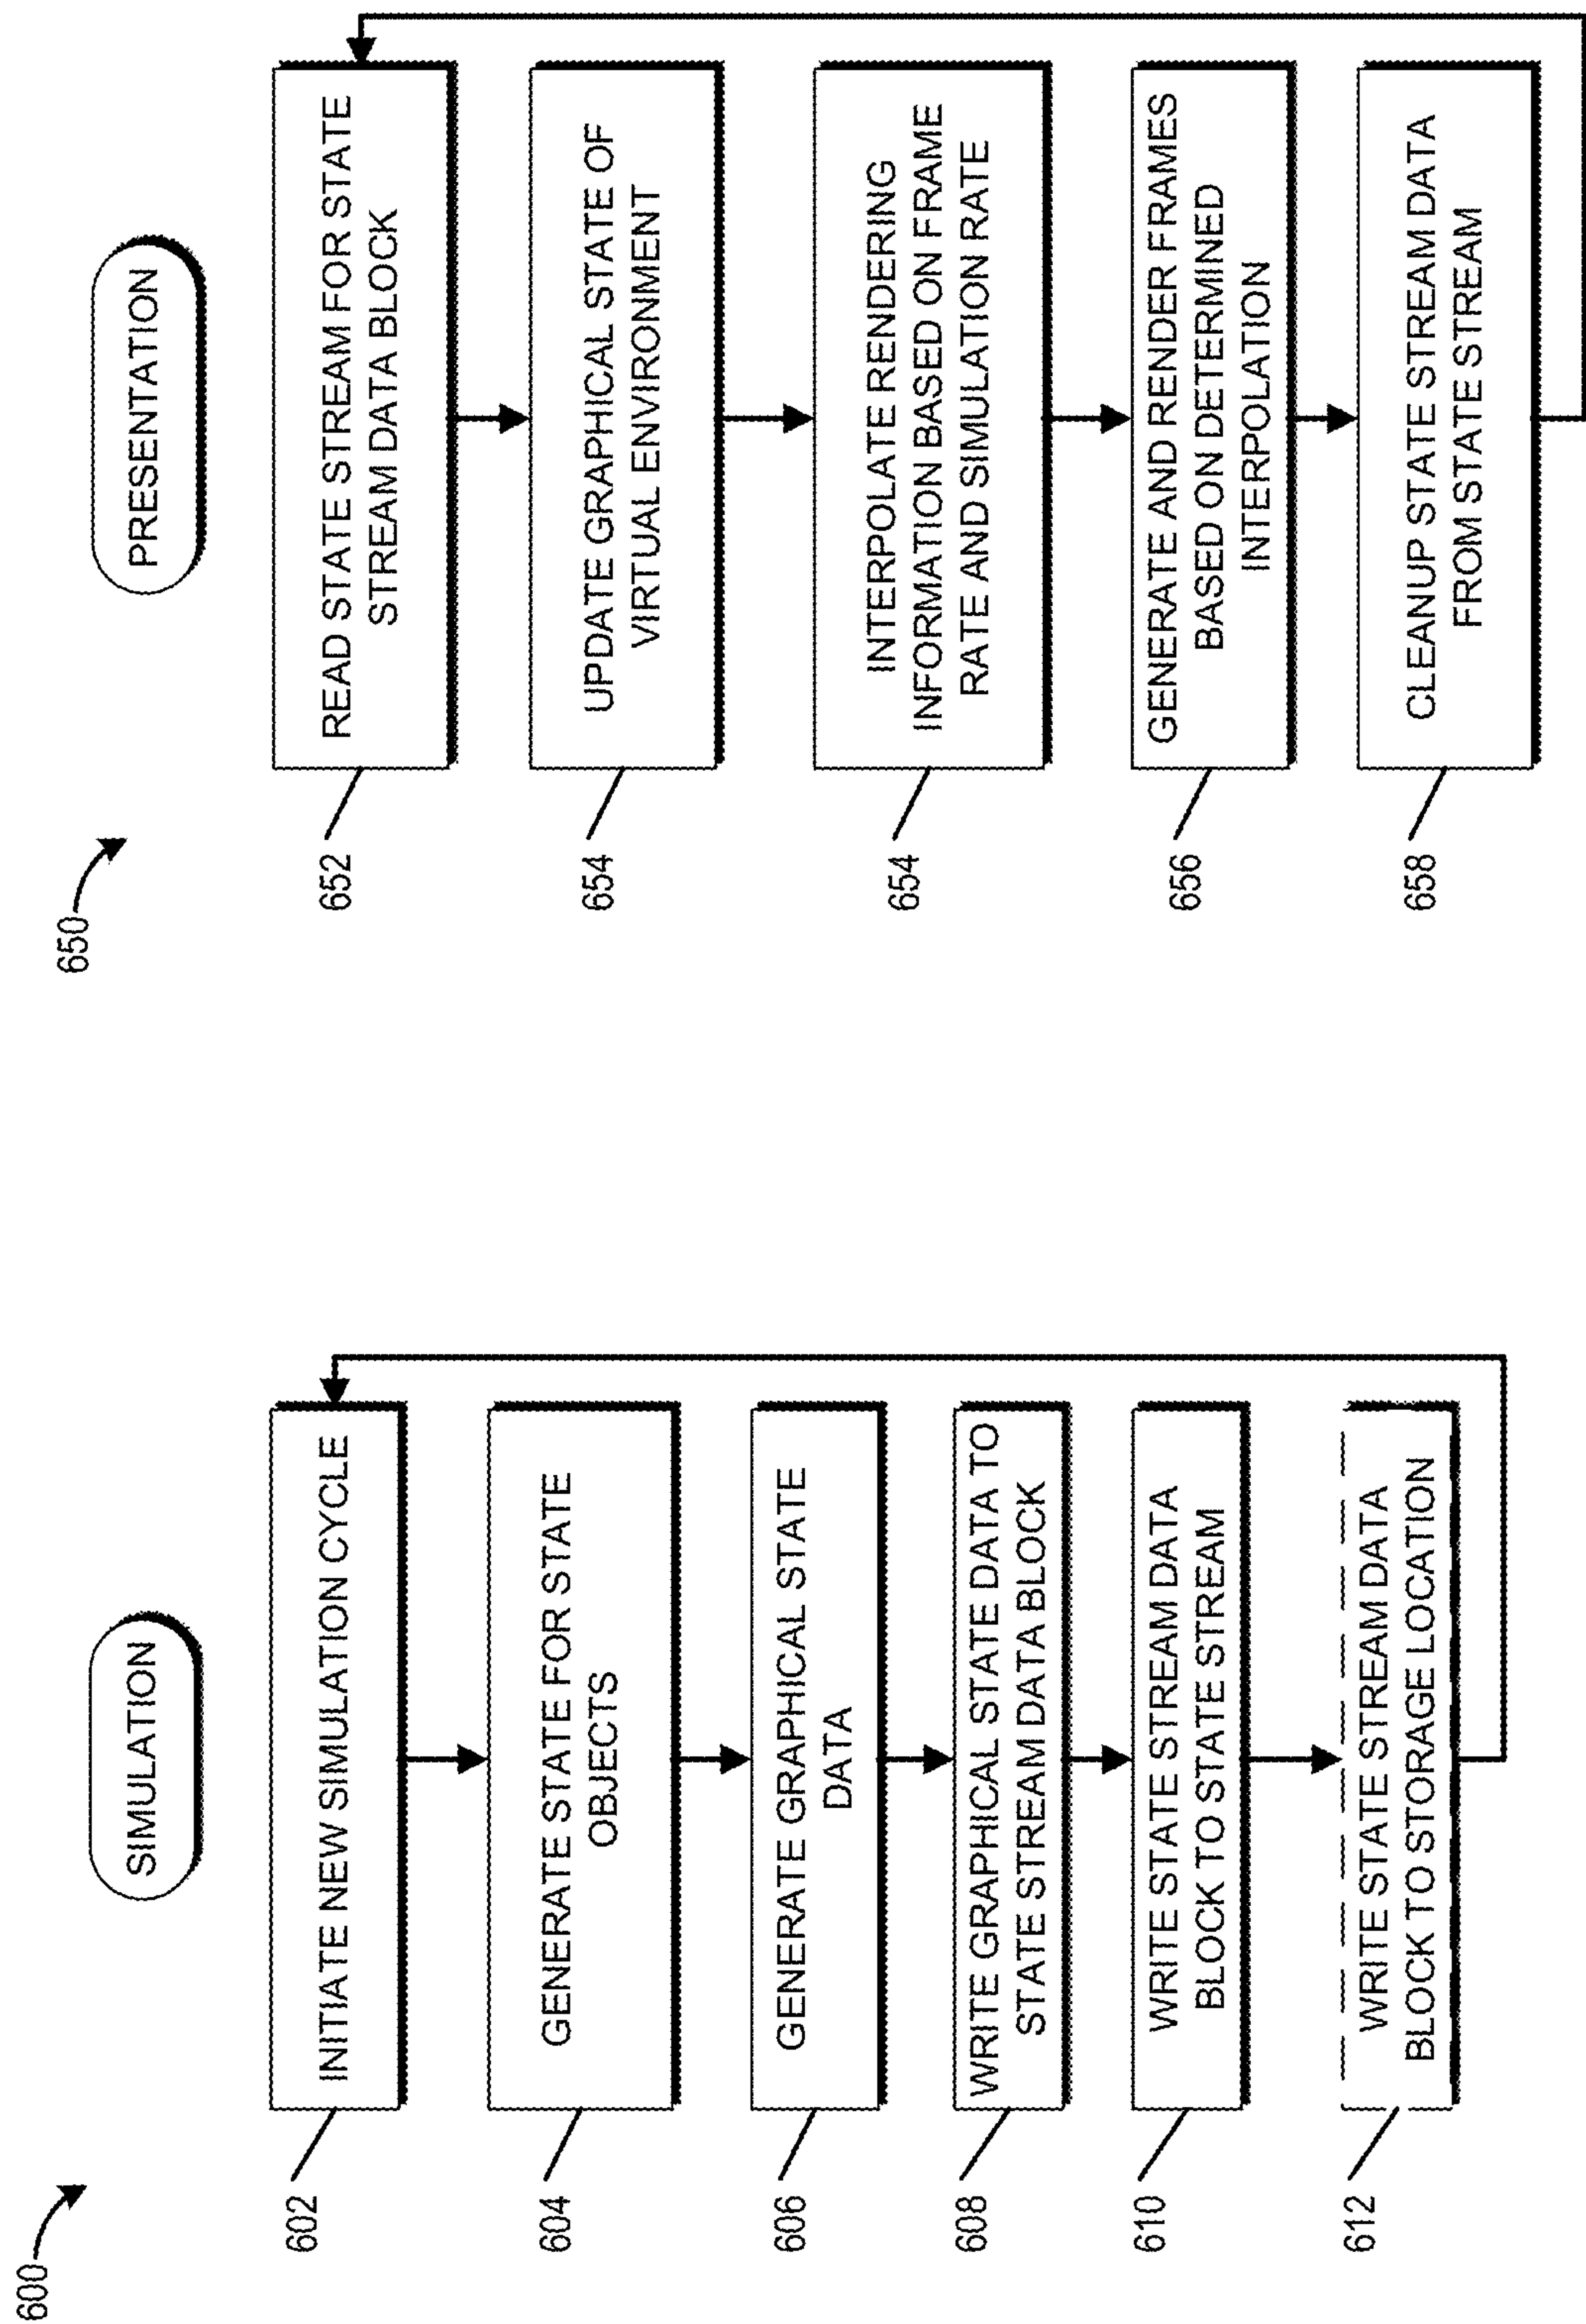 600
SIMULATION
602
INITIATE NEW SIMULATION CYCLE
604
GENERATE STATE FOR STATE
OBJECTS
606
GENERATE GRAPHICAL STATE
DATA
608
WRITE GRAPHICAL STATE DATA TO
STATE STREAM DATA BLOCK
610
WRITE STATE STREAM DATA
BLOCK TO STATE STREAM
612
WRITE STATE STREAM DATA
BLOCK TO STORAGE LOCATION
650
PRESENTATION
652
READ STATE STREAM FOR STATE
STREAM DATA BLOCK
654
UPDATE GRAPHICAL STATE OF
VIRTUAL ENVIRONMENT
654
INTERPOLATE RENDERING
INFORMATION BASED ON FRAME
RATE AND SIMULATION RATE
656
GENERATE AND RENDER FRAMES
BASED ON DETERMINED
INTERPOLATION
658
CLEANUP STATE STREAM DATA
FROM STATE STREAM